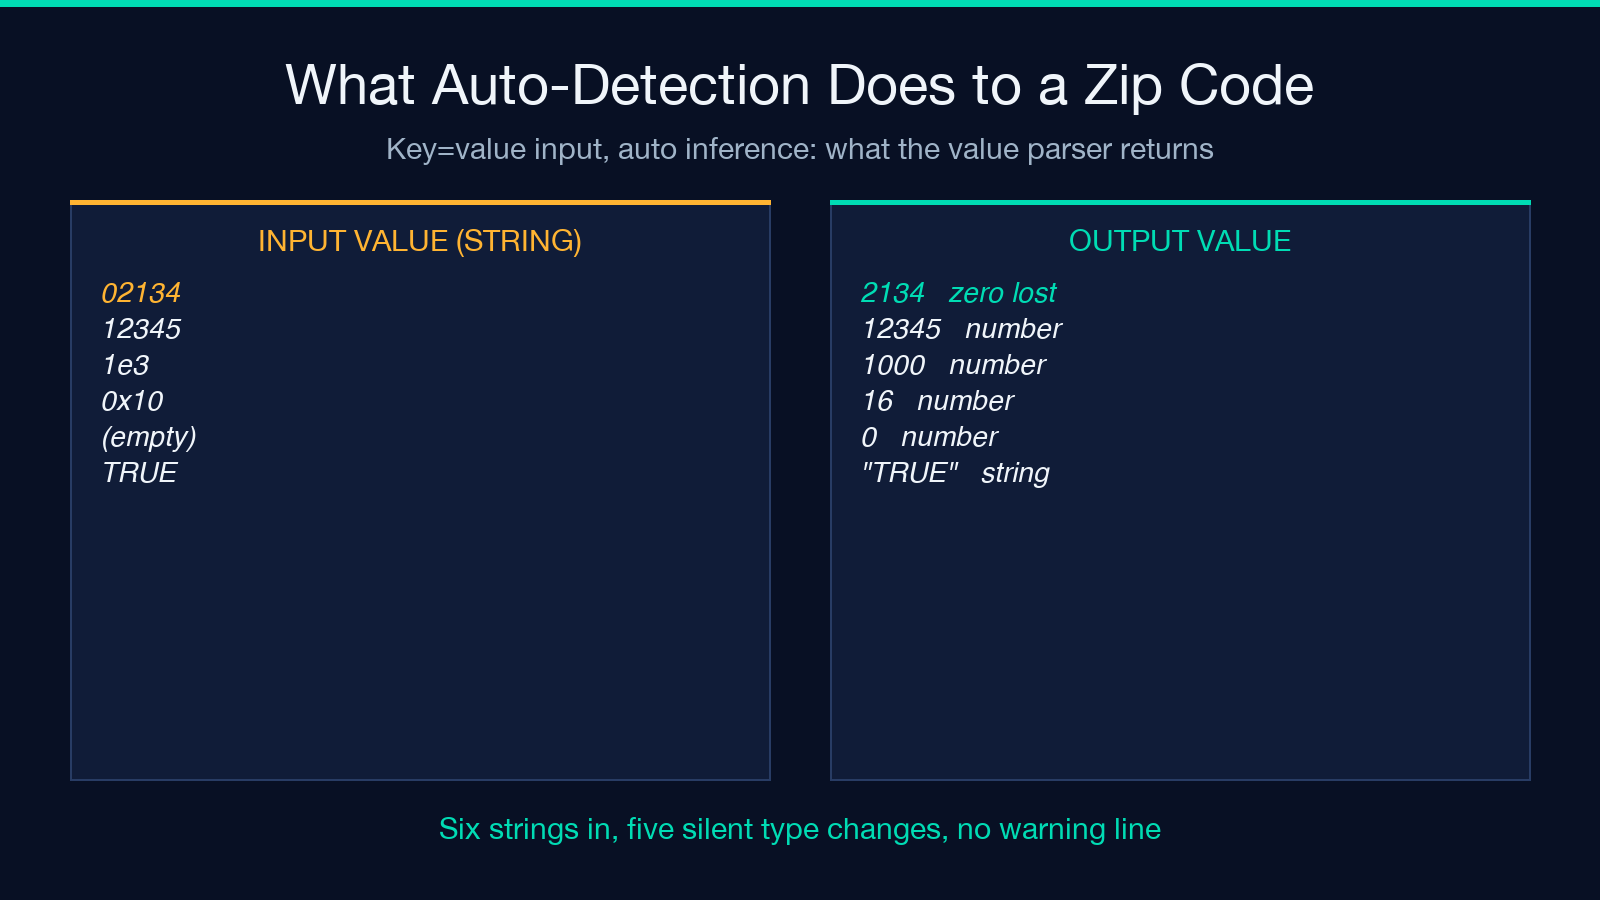 What Auto-Detection Does to a Zip Code
Key=value input, auto inference: what the value parser returns
INPUT VALUE (STRING)
02134
12345
1e3
0x10
(empty)
TRUE
OUTPUT VALUE
2134 zero lost
12345 number
1000 number
16 number
0 number
"TRUE" string
Six strings in, five silent type changes, no warning line